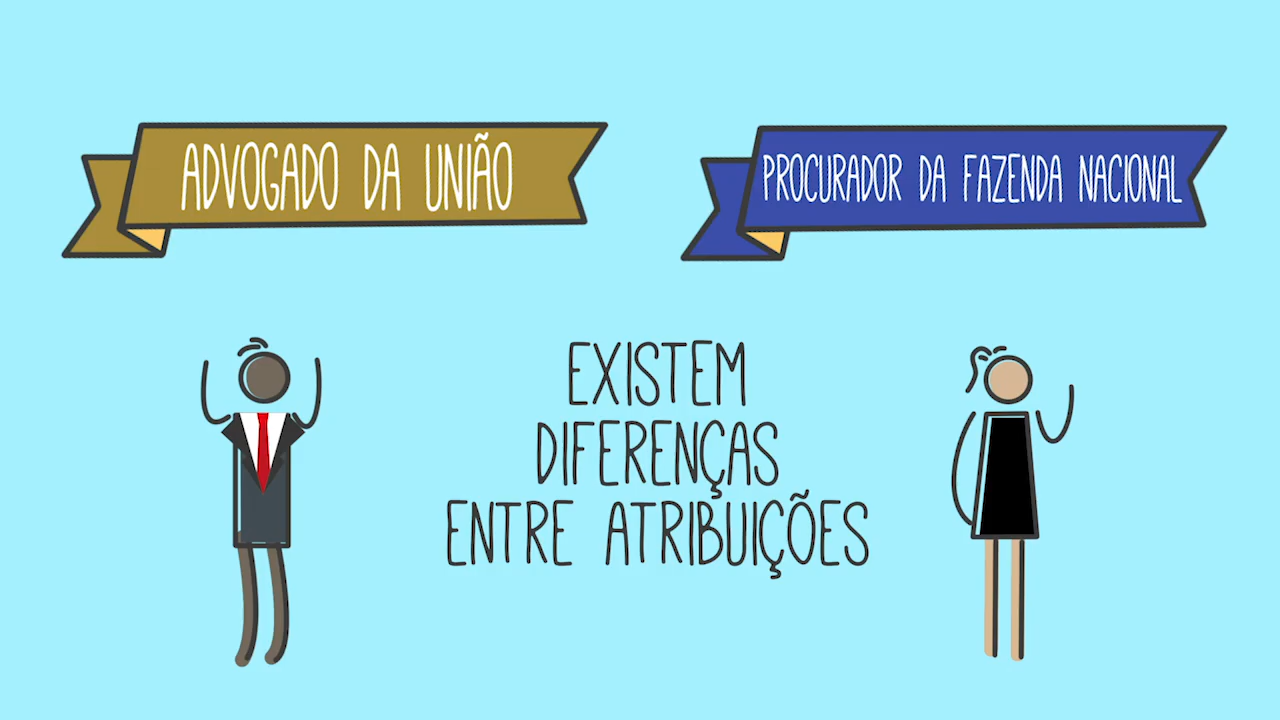 ADVOGADO DA UNIÃO
PROCURADOR DA FAZENDA NACIONAL
EXISTEM
DIFERENÇAS
ENTRE ATRIBUIÇÕES